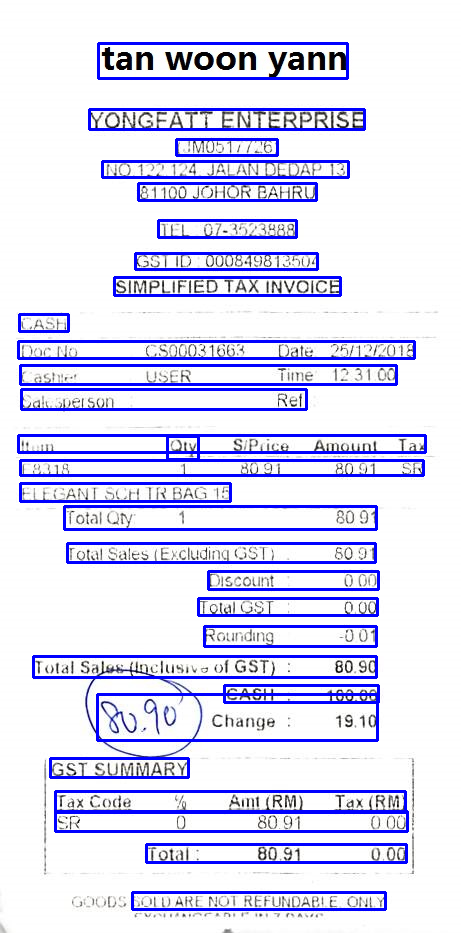 tan woon yann
YONGFATT ENTERPRISE
(JM0517726)
NO 122.124. JALAN DEDAP 13
81100 JOHOR BAHRU
TEL : 07-3523888
GST ID : 000849813504
SIMPLIFIED TAX INVOICE
CASH
Doc No. CS00031663 Date 25/12/2018
Cashier USER Time 12:31:00
Salesperson : Ref. :
Item Qty S/Price Amount Tax
E8318 1 80.91 80.91 SR
ELEGANT SCH TR BAG 15
Total Qty: 1 80.91
Total Sales (Excluding GST) : 80.91
Discount : 0.00
Total GST : 0.00
Rounding -0.01
Total Sales (Inclusive of GST) : 80.90
CASH : 100.00
80.90 Change : 19.10
GST SUMMARY
Tax Code % Amt (RM) Tax (RM)
SR 0 80.91 0.00
Total : 80.91 0.00
GOODS SOLD ARE NOT REFUNDABLE, ONLY
EXCHANGEABLE IN 7 DAYS